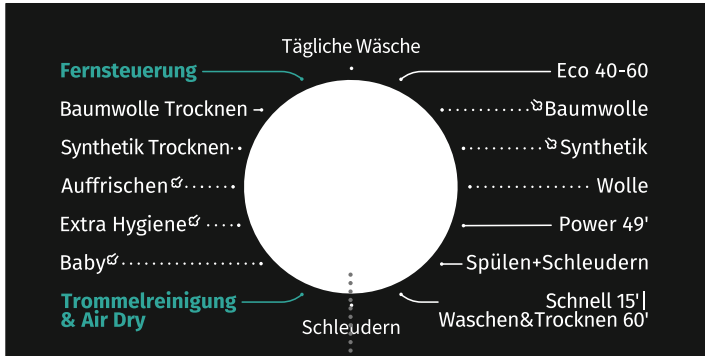 Tägliche Wäsche
Fernsteuerung
Baumwolle Trocknen
Synthetik Trocknen
Auffrischen
Extra Hygiene
Baby
Trommelreinigung
& Air Dry
Eco 40-60
Baumwolle
Synthetik
Wolle
Power 49'
Spülen+Schleudern
Schnell 15'|
Waschen&Trocknen 60'
Schleudern